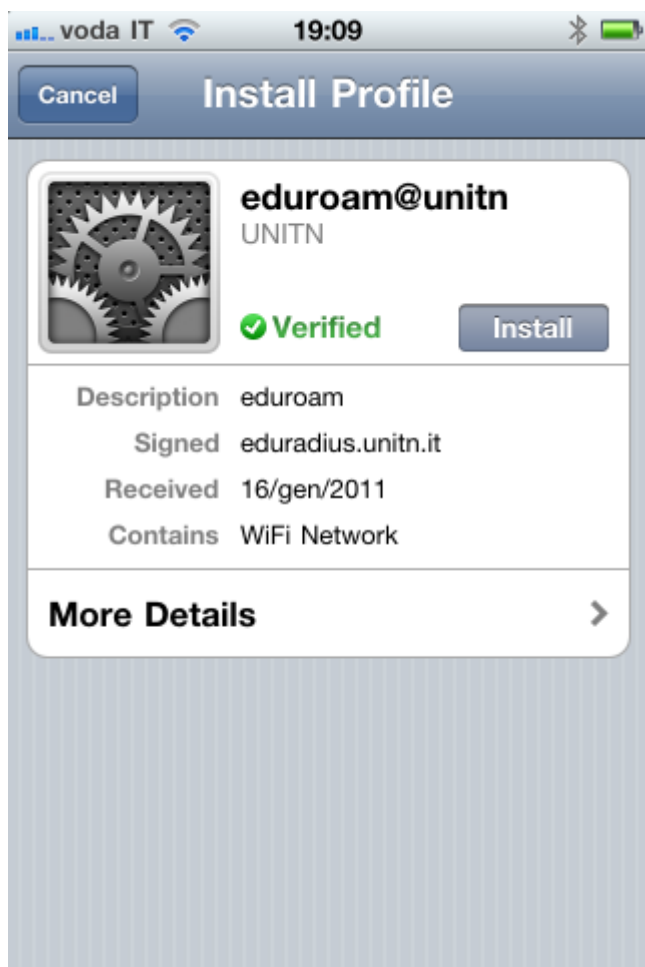 voda IT 19:09
Cancel Install Profile
eduroam@unitn
UNITN
Verified Install
Description eduroam
Signed eduradius.unitn.it
Received 16/gen/2011
Contains WiFi Network
More Details